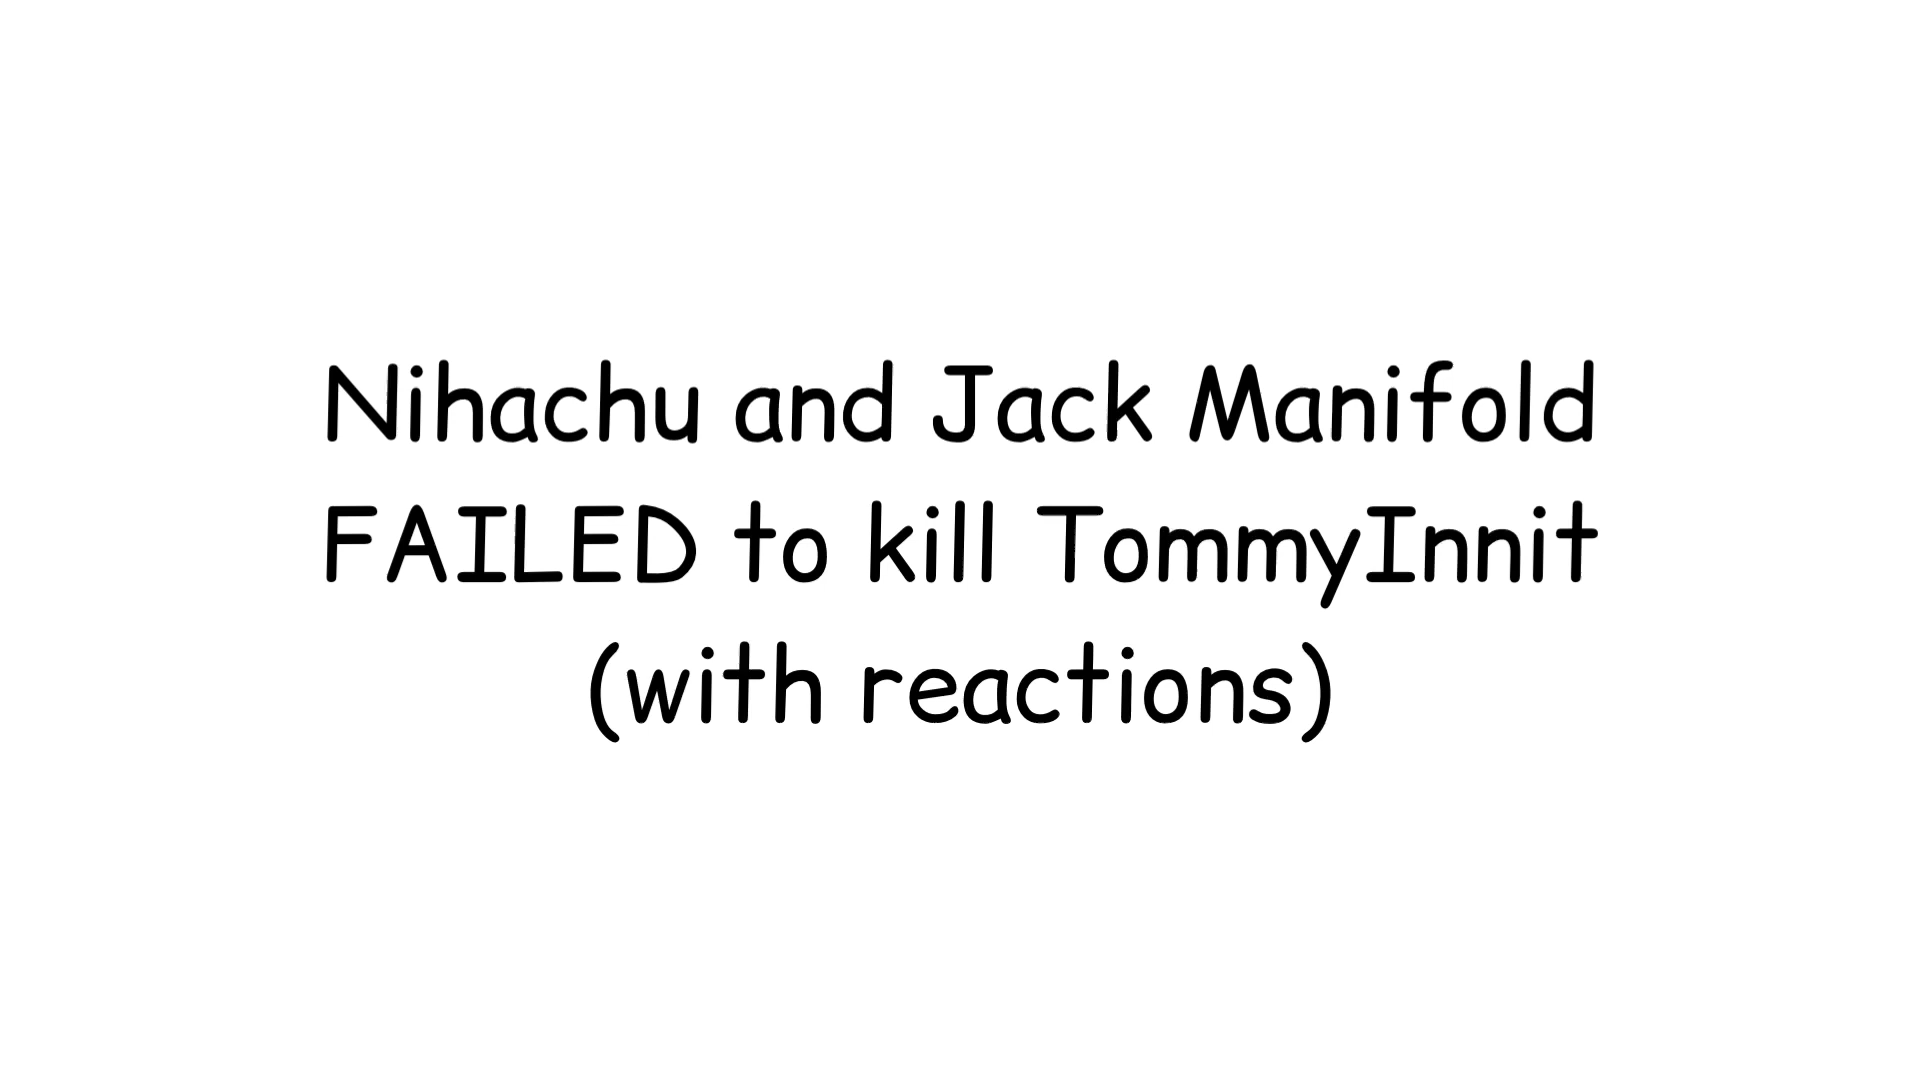 Nihachu and Jack Manifold
FAILED to kill TommyInnit
(with reactions)